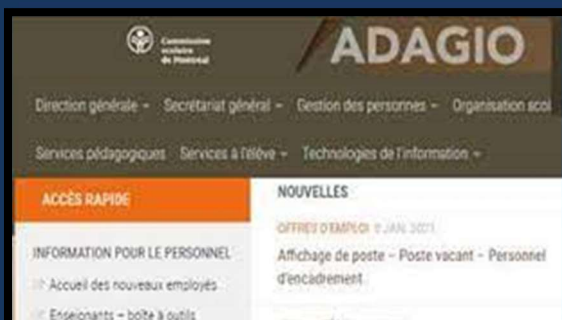 Commission
scolaire
de Montréal
ADAGIO
Direction générale Secrétariat général Gestion des personnes Organisation scol
Services pédagogiques Services à l'élève Technologies de l'information
ACCÈS RAPIDE
INFORMATION POUR LE PERSONNEL
Accueil des nouveaux employés
Enseignants – boîte à outils
NOUVELLES
OFFRES D'EMPLOI JAN. 2021
Affichage de poste – Poste vacant – Personnel
d'encadrement